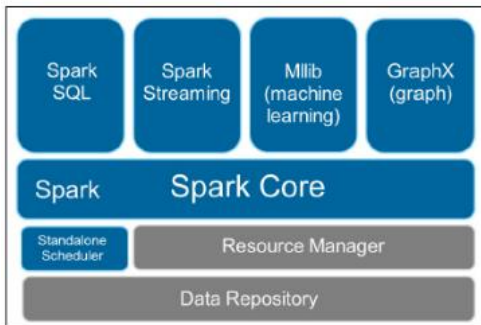 Spark
SQL
Spark
Streaming
Mllib
(machine
learning)
GraphX
(graph)
Spark
Spark Core
Standalone
Scheduler
Resource Manager
Data Repository